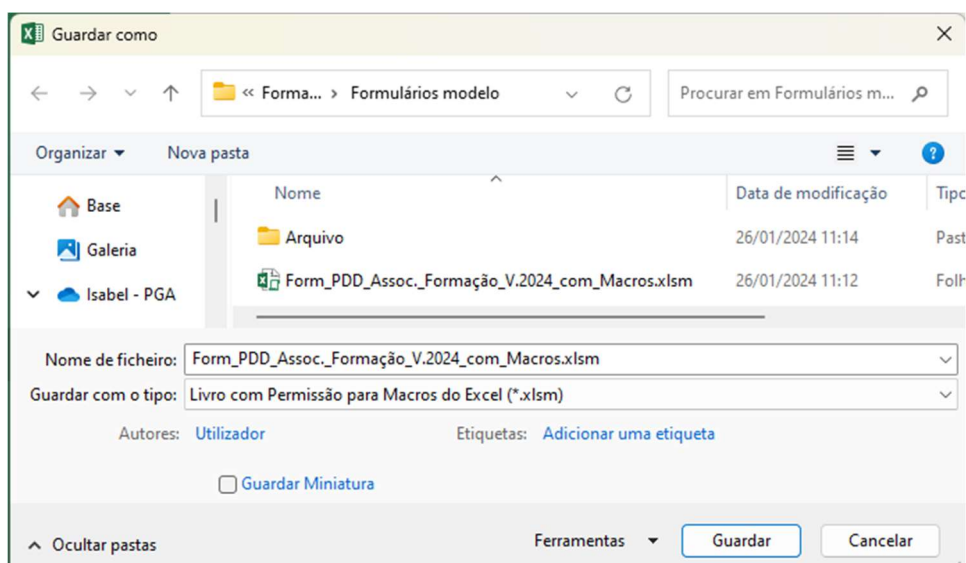 Guardar como
« Forma... › Formulários modelo
Procurar em Formulários m...
Organizar
Nova pasta
Nome Data de modificação Tipo
Base
Galeria
Isabel - PGA
Arquivo 26/01/2024 11:14 Past
Form_PDD_Assoc._Formação_V.2024_com_Macros.xlsm 26/01/2024 11:12 Folh
Nome de ficheiro: Form_PDD_Assoc._Formação_V.2024_com_Macros.xlsm
Guardar com o tipo: Livro com Permissão para Macros do Excel (*.xlsm)
Autores: Utilizador Etiquetas: Adicionar uma etiqueta
Guardar Miniatura
Ocultar pastas Ferramentas Guardar Cancelar